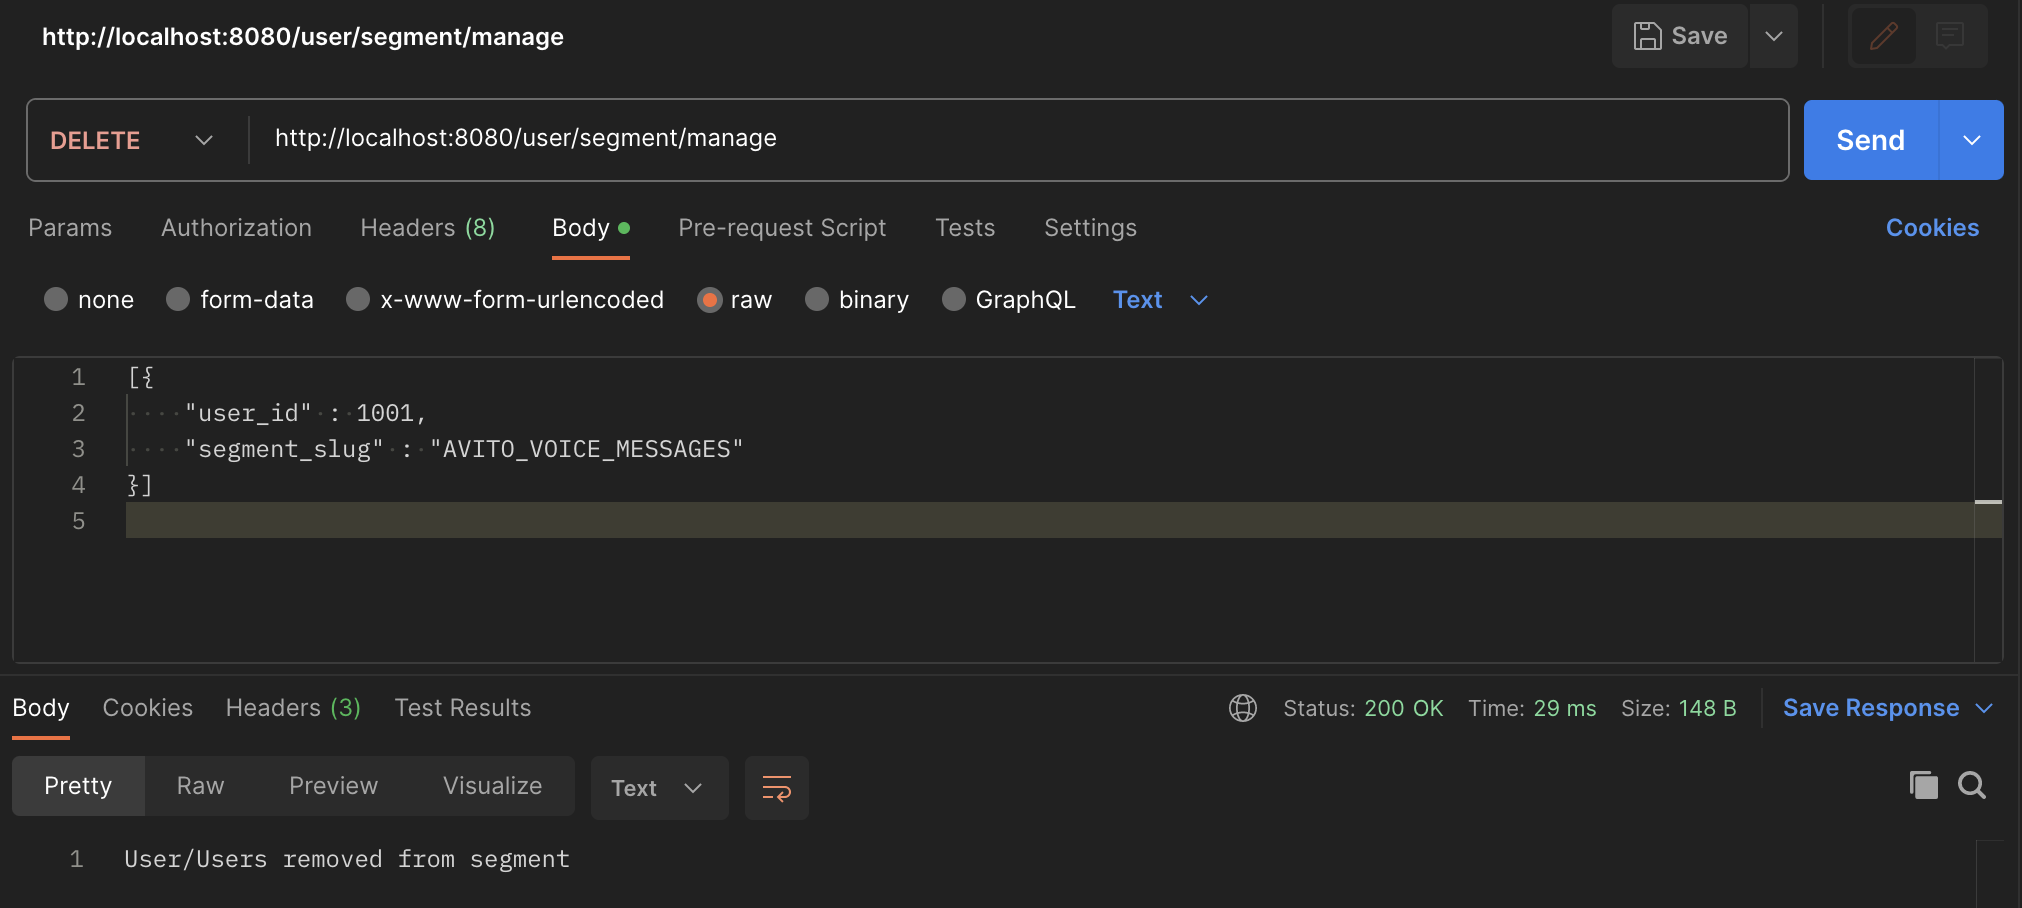 http://localhost:8080/user/segment/manage
Save
DELETE
http://localhost:8080/user/segment/manage
Send
Params Authorization Headers (8) Body Pre-request Script Tests Settings Cookies
none form-data x-www-form-urlencoded raw binary GraphQL Text
1 [{
2 "user_id" : 1001,
3 "segment_slug" : "AVITO_VOICE_MESSAGES"
4 }]
5
Body Cookies Headers (3) Test Results Status: 200 OK Time: 29 ms Size: 148 B Save Response
Pretty Raw Preview Visualize Text
1 User/Users removed from segment